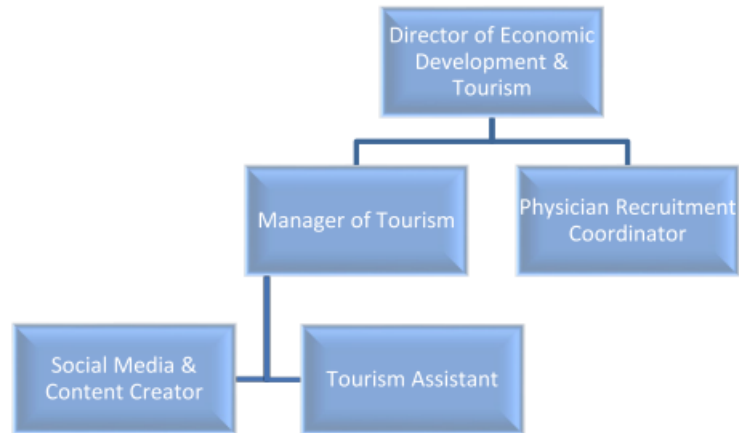 Director of Economic
Development &
Tourism
Manager of Tourism
Physician Recruitment
Coordinator
Social Media &
Content Creator
Tourism Assistant